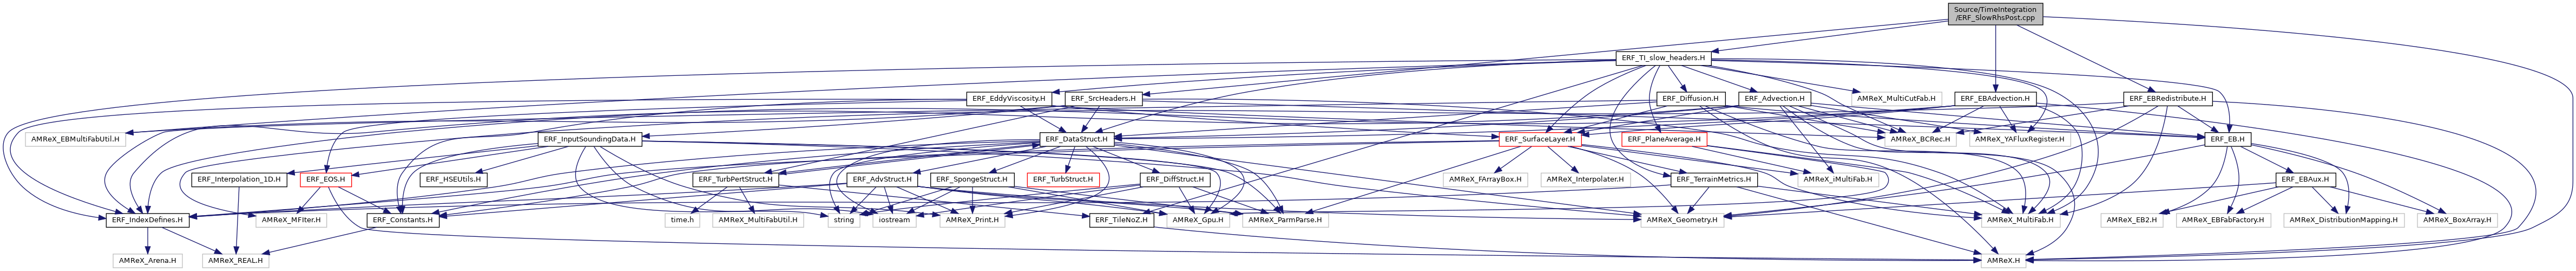 Source/TimeIntegration
/ERF_SlowRhsPost.cpp
ERF_TI_slow_headers.H
ERF_EddyViscosity.H
ERF_SrcHeaders.H
ERF_Diffusion.H
ERF_Advection.H
AMReX_MultiCutFab.H
ERF_EBAdvection.H
ERF_EBRedistribute.H
AMReX_EBMultiFabUtil.H
ERF_InputSoundingData.H
ERF_DataStruct.H
ERF_SurfaceLayer.H
ERF_PlaneAverage.H
AMReX_BCRec.H
AMReX_YAFluxRegister.H
ERF_EB.H
ERF_Interpolation_1D.H
ERF_EOS.H
ERF_HSEUtils.H
ERF_TurbPertStruct.H
ERF_AdvStruct.H
ERF_SpongeStruct.H
ERF_TurbStruct.H
ERF_DiffStruct.H
AMReX_FArrayBox.H
AMReX_Interpolater.H
ERF_TerrainMetrics.H
AMReX_iMultiFab.H
ERF_EBAux.H
ERF_IndexDefines.H
AMReX_MFIter.H
ERF_Constants.H
time.h
AMReX_MultiFabUtil.H
string
iostream
AMReX_Print.H
ERF_TileNoZ.H
AMReX_Gpu.H
AMReX_ParmParse.H
AMReX_Geometry.H
AMReX_MultiFab.H
AMReX_EB2.H
AMReX_EBFabFactory.H
AMReX_DistributionMapping.H
AMReX_BoxArray.H
AMReX_Arena.H
AMReX_REAL.H
AMReX.H